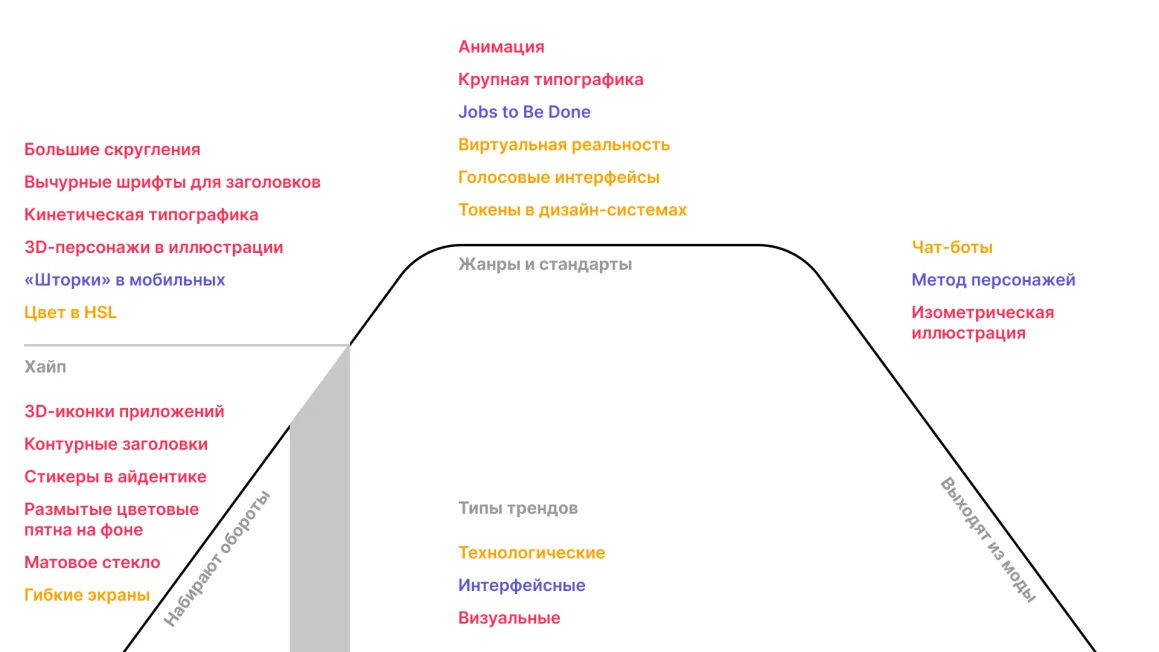 Анимация
Крупная типографика
Jobs to Be Done
Виртуальная реальность
Голосовые интерфейсы
Токены в дизайн-системах
Большие скругления
Вычурные шрифты для заголовков
Кинетическая типографика
3D-персонажи в иллюстрации
«Шторки» в мобильных
Цвет в HSL
Жанры и стандарты
Чат-боты
Метод персонажей
Изометрическая
иллюстрация
Хайп
3D-иконки приложений
Контурные заголовки
Стикеры в айдентике
Размытые цветовые
пятна на фоне
Матовое стекло
Гибкие экраны
Набирают обороты
Типы трендов
Технологические
Интерфейсные
Визуальные
Выходят из моды